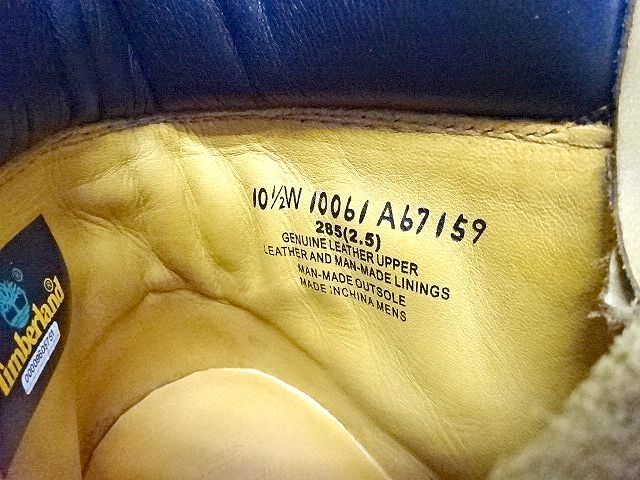 10½W 10061 A67159
285(2.5)
GENUINE LEATHER UPPER
LEATHER AND MAN-MADE LININGS
MAN-MADE OUTSOLE
MADE INCHINA MENS
Timberland®